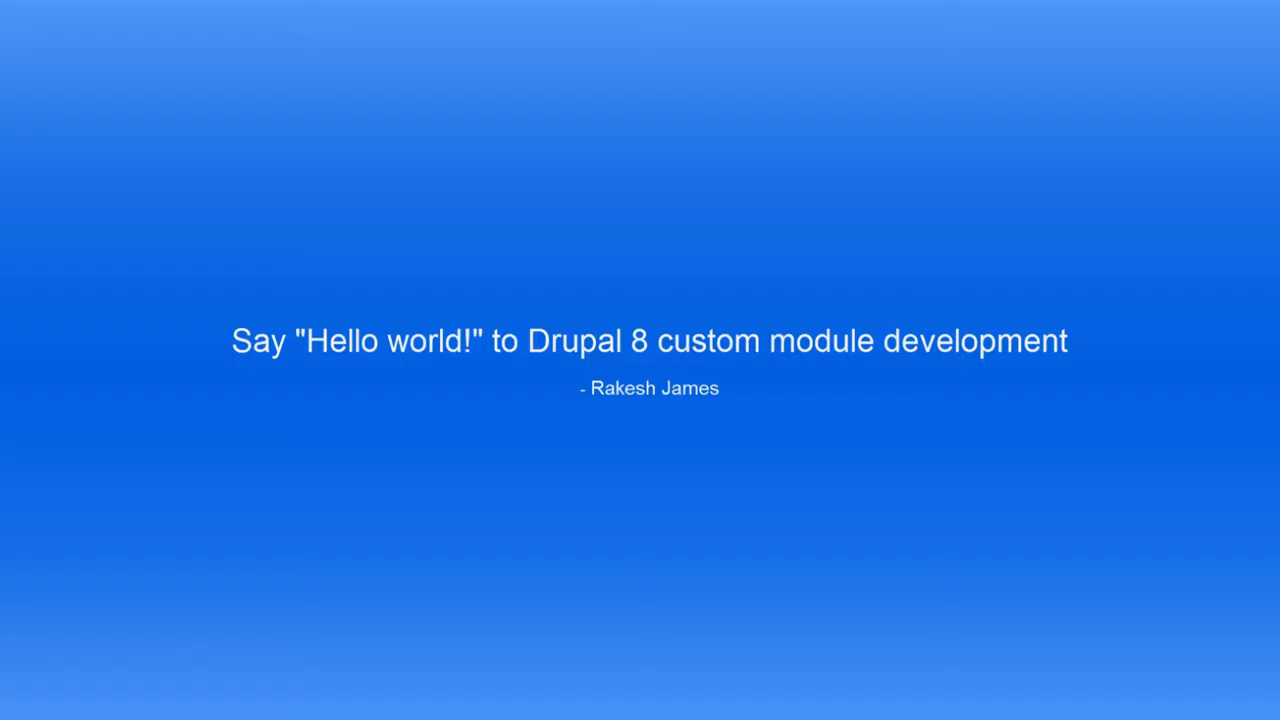 Say "Hello world!" to Drupal 8 custom module development
- Rakesh James